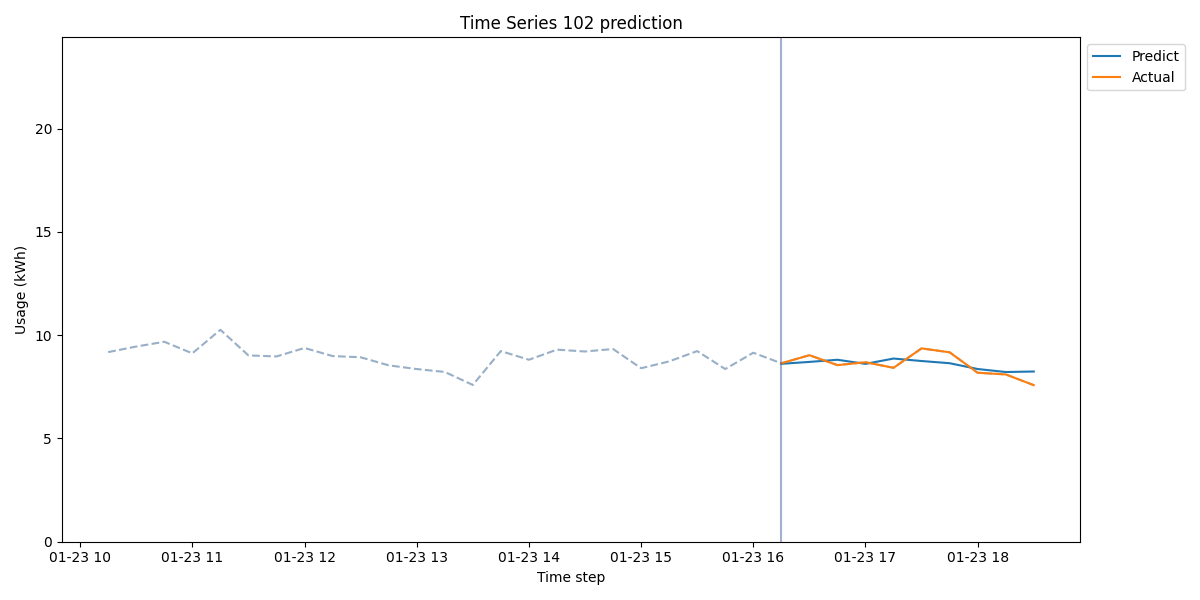 Time Series 102 prediction
Predict
Actual
Usage (kWh)
20
15
10
5
0
01-23 10 01-23 11 01-23 12 01-23 13 01-23 14 01-23 15 01-23 16 01-23 17 01-23 18
Time step